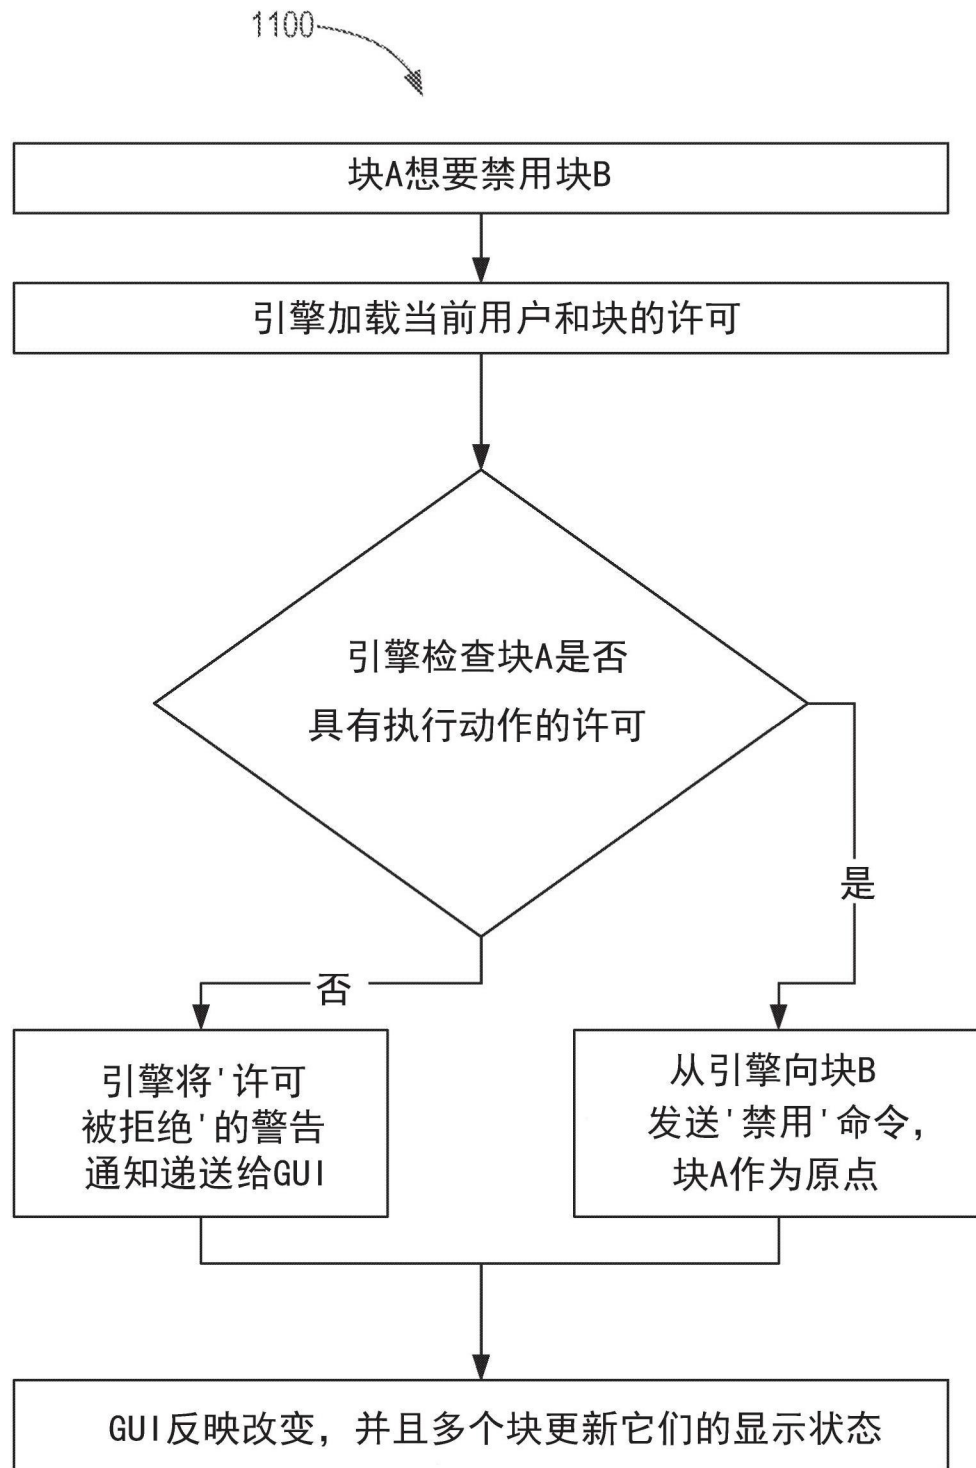 1100
块A想要禁用块B
引擎加载当前用户和块的许可
引擎检查块A是否
具有执行动作的许可
是
否
引擎将'许可
被拒绝'的警告
通知递送给GUI
从引擎向块B
发送'禁用'命令，
块A作为原点
GUI反映改变，并且多个块更新它们的显示状态